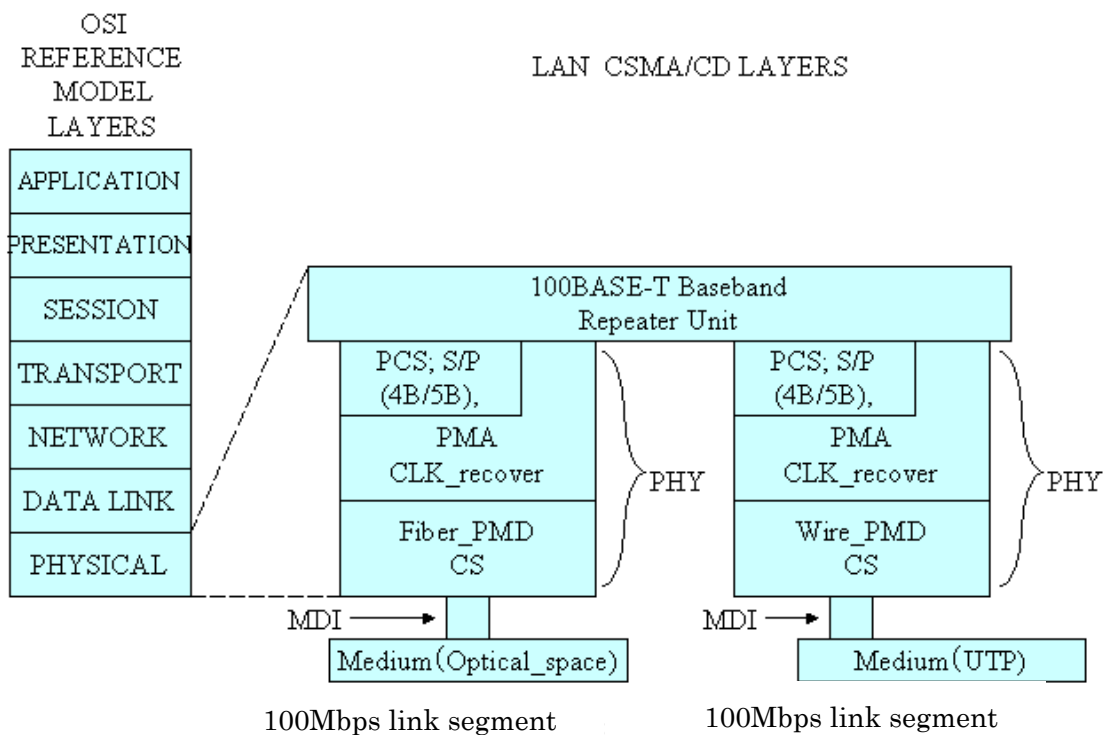 OSI
REFERENCE
MODEL
LAYERS
LAN CSMA/CD LAYERS
APPLICATION
PRESENTATION
SESSION
TRANSPORT
NETWORK
DATA LINK
PHYSICAL
100BASE-T Baseband
Repeater Unit
PCS; S/P
(4B/5B),
PMA
CLK_recover
Fiber_PMD
CS
PHY
MDI
Medium(Optical_space)
100Mbps link segment
PCS; S/P
(4B/5B),
PMA
CLK_recover
Wire_PMD
CS
PHY
MDI
Medium(UTP)
100Mbps link segment